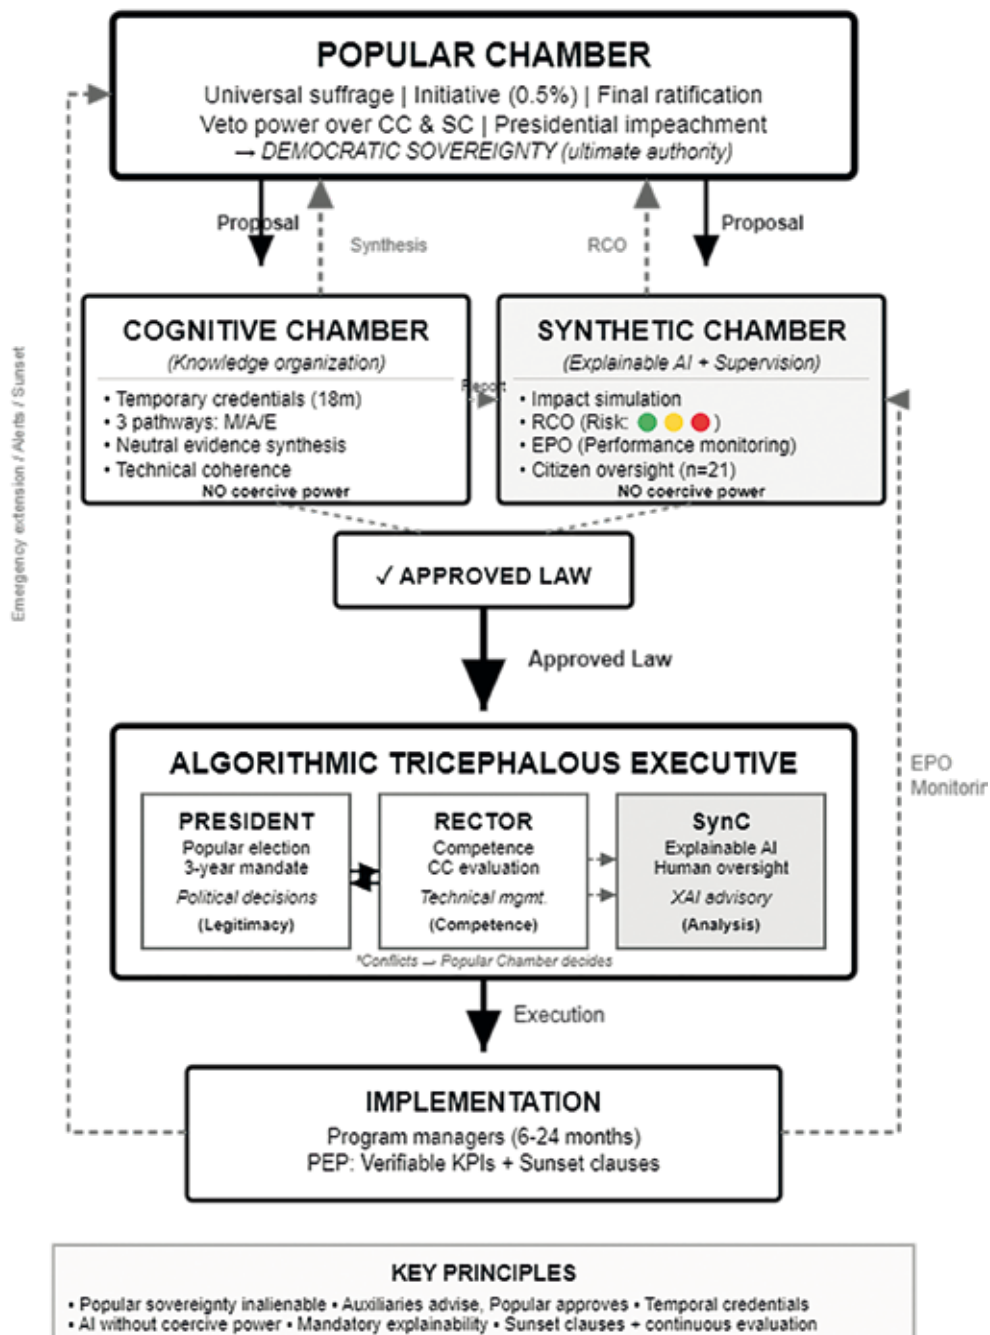 POPULAR CHAMBER
Universal suffrage | Initiative (0.5%) | Final ratification
Veto power over CC & SC | Presidential impeachment
→ DEMOCRATIC SOVEREIGNTY (ultimate authority)
Proposal
Synthesis
RCO
Proposal
COGNITIVE CHAMBER
(Knowledge organization)
• Temporary credentials (18m)
• 3 pathways: M/A/E
• Neutral evidence synthesis
• Technical coherence
NO coercive power
Report
SYNTHETIC CHAMBER
(Explainable AI + Supervision)
• Impact simulation
• RCO (Risk: )
• EPO (Performance monitoring)
• Citizen oversight (n=21)
NO coercive power
Emergency extension / Alerts / Sunset
✓ APPROVED LAW
Approved Law
ALGORITHMIC TRICEPHALOUS EXECUTIVE
PRESIDENT
Popular election
3-year mandate
Political decisions
(Legitimacy)
RECTOR
Competence
CC evaluation
Technical mgmt.
(Competence)
SynC
Explainable AI
Human oversight
XAI advisory
(Analysis)
*Conflicts → Popular Chamber decides
EPO
Monitorin
Execution
IMPLEMENTATION
Program managers (6-24 months)
PEP: Verifiable KPIs + Sunset clauses
KEY PRINCIPLES
• Popular sovereignty inalienable • Auxiliaries advise, Popular approves • Temporal credentials
• AI without coercive power • Mandatory explainability • Sunset clauses + continuous evaluation